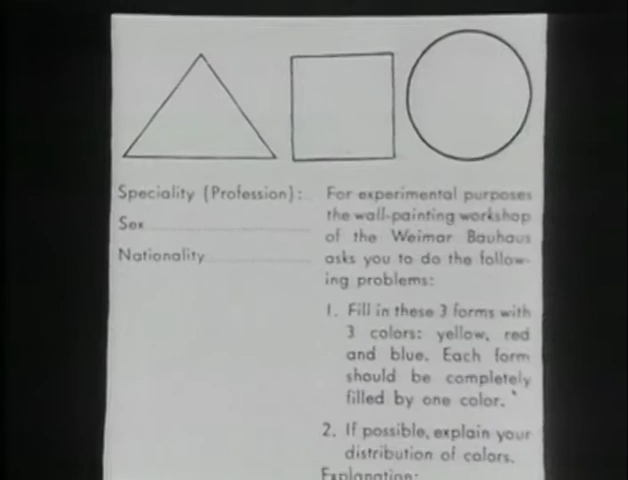 Speciality (Profession):
Sex
Nationality
For experimental purposes
the wall-painting workshop
of the Weimar Bauhaus
asks you to do the follow-
ing problems:
1. Fill in these 3 forms with
3 colors: yellow, red
and blue. Each form
should be completely
filled by one color.
2. If possible, explain your
distribution of colors.
Explanation: